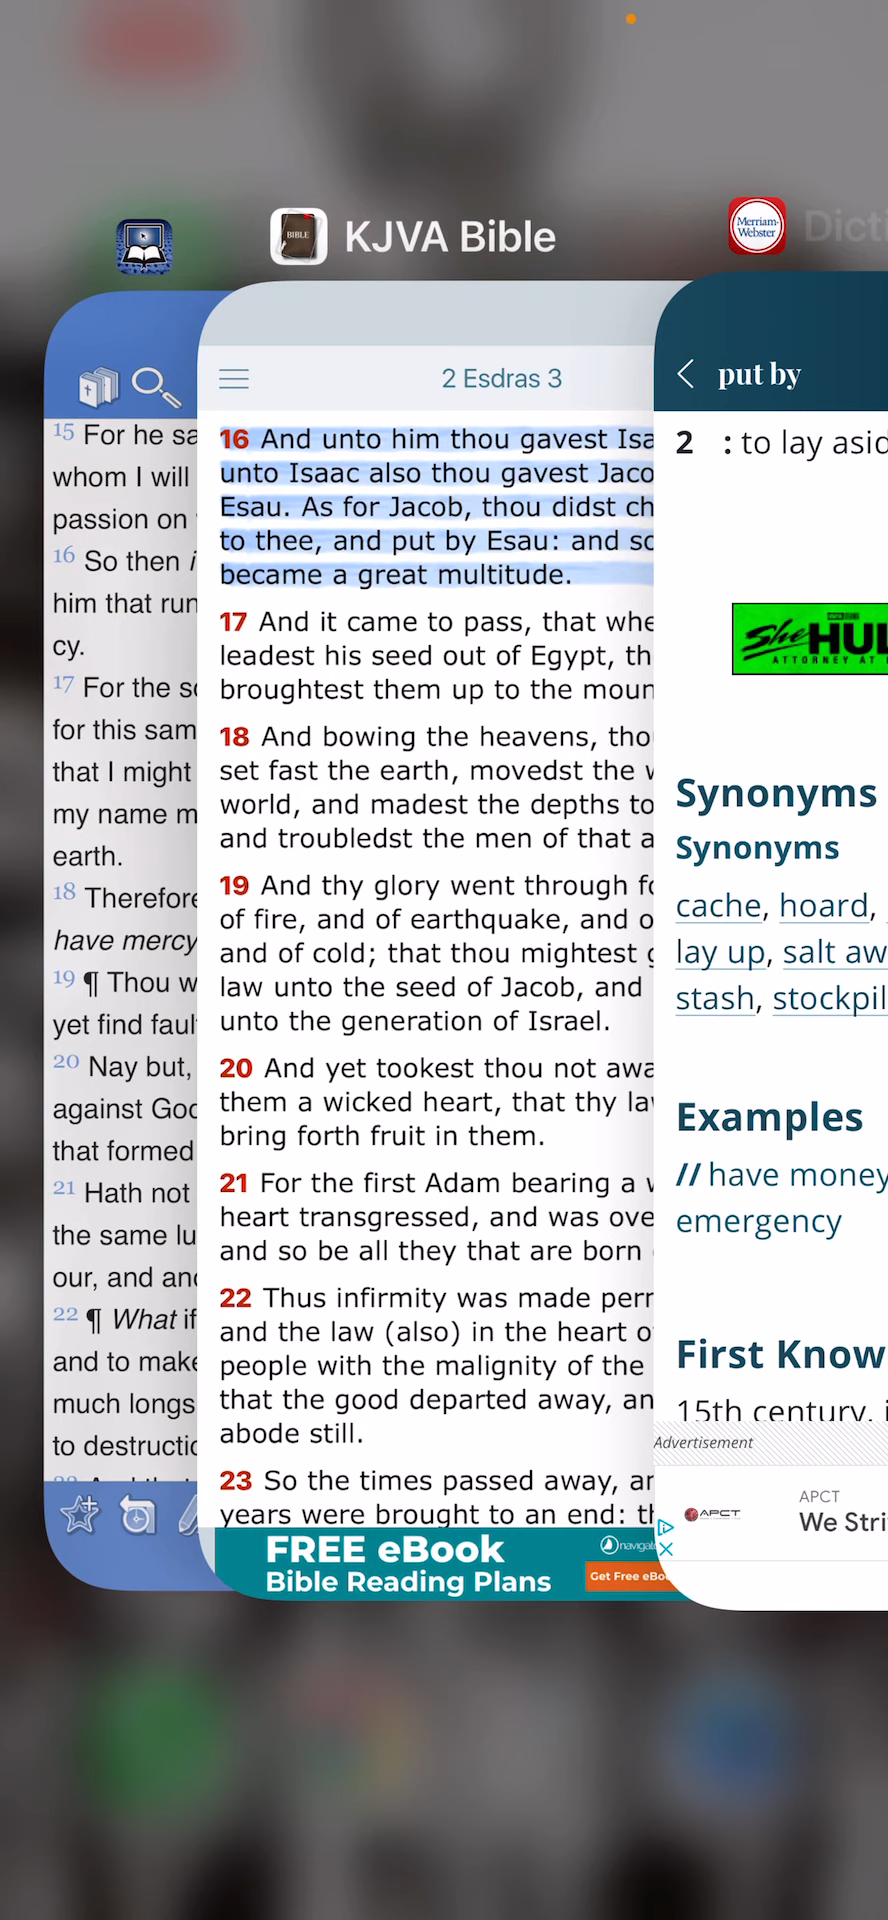 KJVA Bible
BIBLE
Merriam-
Webster
15 For he sa
whom I will
passion on
16 So then i
him that run
cy.
17 For the
for this sam
that I might
my name m
earth.
18 Therefore
have mercy
19 ¶ Thou w
yet find faul
20 Nay but,
against God
that formed
21 Hath not
the same lu
our, and and
22 ¶ What if
and to make
much longs
to destructio
2 Esdras 3
16 And unto him thou gavest Isa
unto Isaac also thou gavest Jaco
Esau. As for Jacob, thou didst ch
to thee, and put by Esau: and so
became a great multitude.
17 And it came to pass, that whe
leadest his seed out of Egypt, th
broughtest them up to the moun
18 And bowing the heavens, tho
set fast the earth, movedst the w
world, and madest the depths to
and troubledst the men of that a
19 And thy glory went through fo
of fire, and of earthquake, and o
and of cold; that thou mightest g
law unto the seed of Jacob, and
unto the generation of Israel.
20 And yet tookest thou not awa
them a wicked heart, that thy la
bring forth fruit in them.
21 For the first Adam bearing a w
heart transgressed, and was ove
and so be all they that are born
22 Thus infirmity was made perr
and the law (also) in the heart o
people with the malignity of the
that the good departed away, an
abode still.
23 So the times passed away, an
years were brought to an end: th
FREE eBook
Bible Reading Plans
Get Free eBo
put by
2 : to lay asid
She HUL
ATTORNEY AT
Synonyms
Synonyms
cache, hoard,
lay up, salt aw
stash, stockpil
Examples
// have money
emergency
First Know
15th century, i
Advertisement
APCT
APCT
We Stri